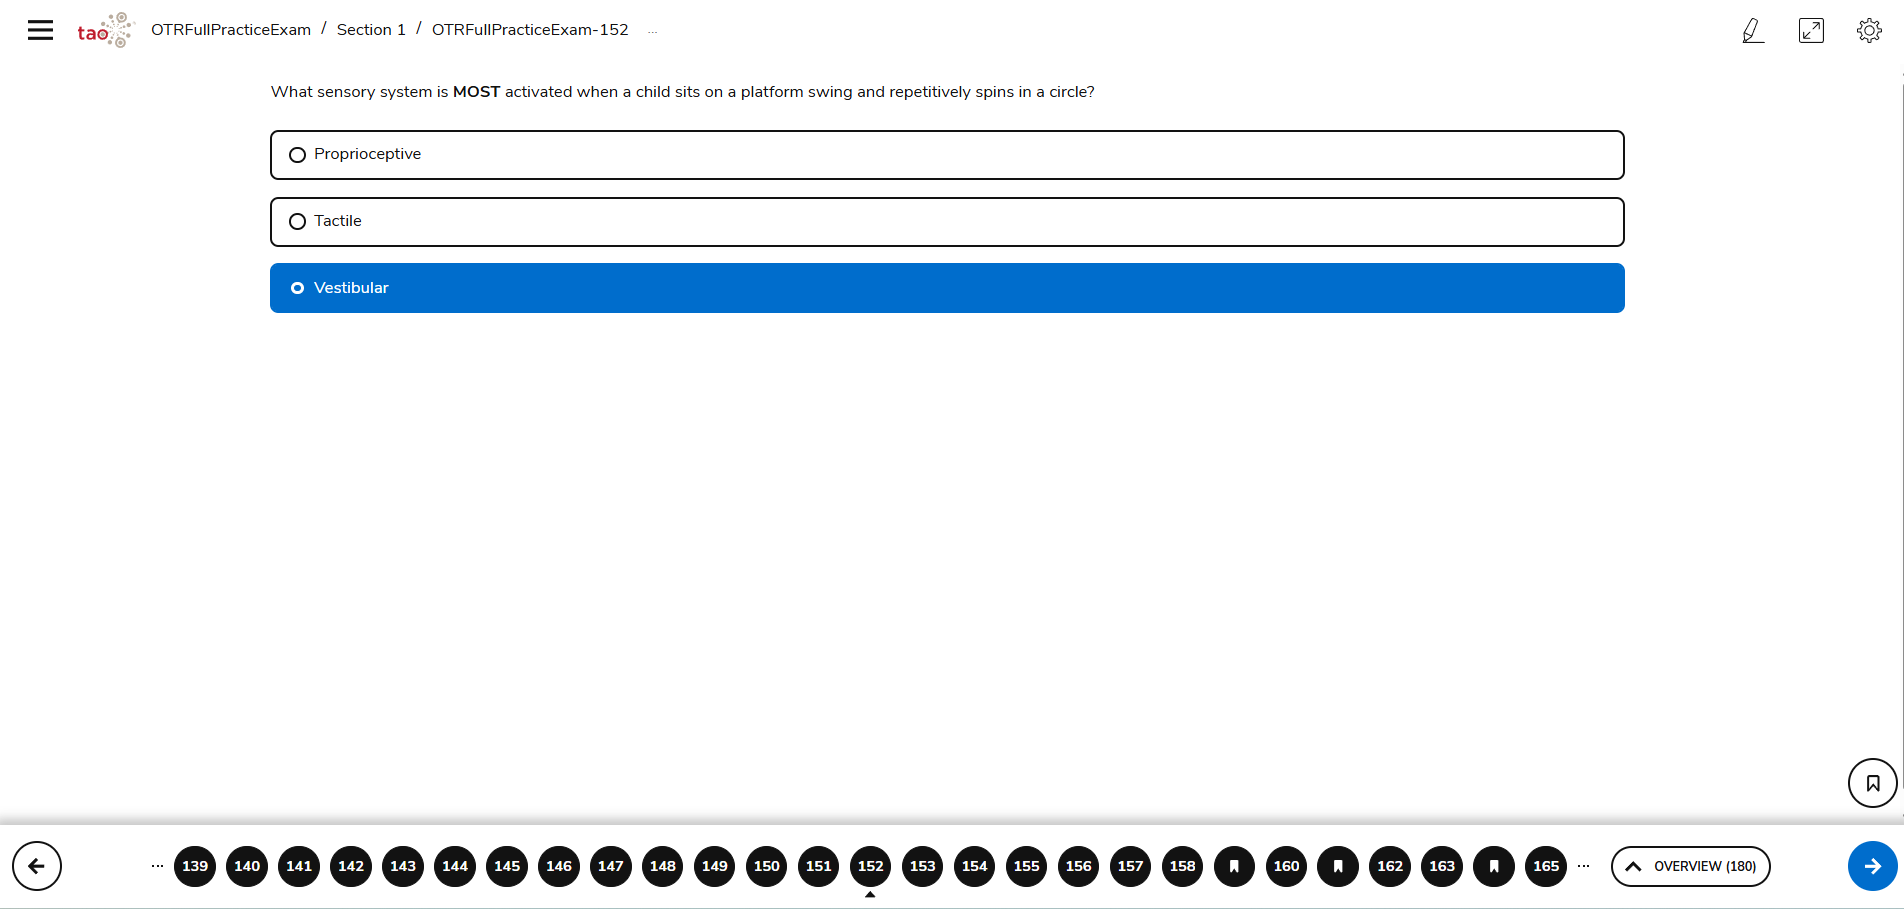 tao
OTRFullPracticeExam / Section 1 / OTRFullPracticeExam-152 ...
What sensory system is MOST activated when a child sits on a platform swing and repetitively spins in a circle?
Proprioceptive
Tactile
Vestibular
... 139 140 141 142 143 144 145 146 147 148 149 150 151 152 153 154 155 156 157 158 160 162 163 165 ... OVERVIEW (180)